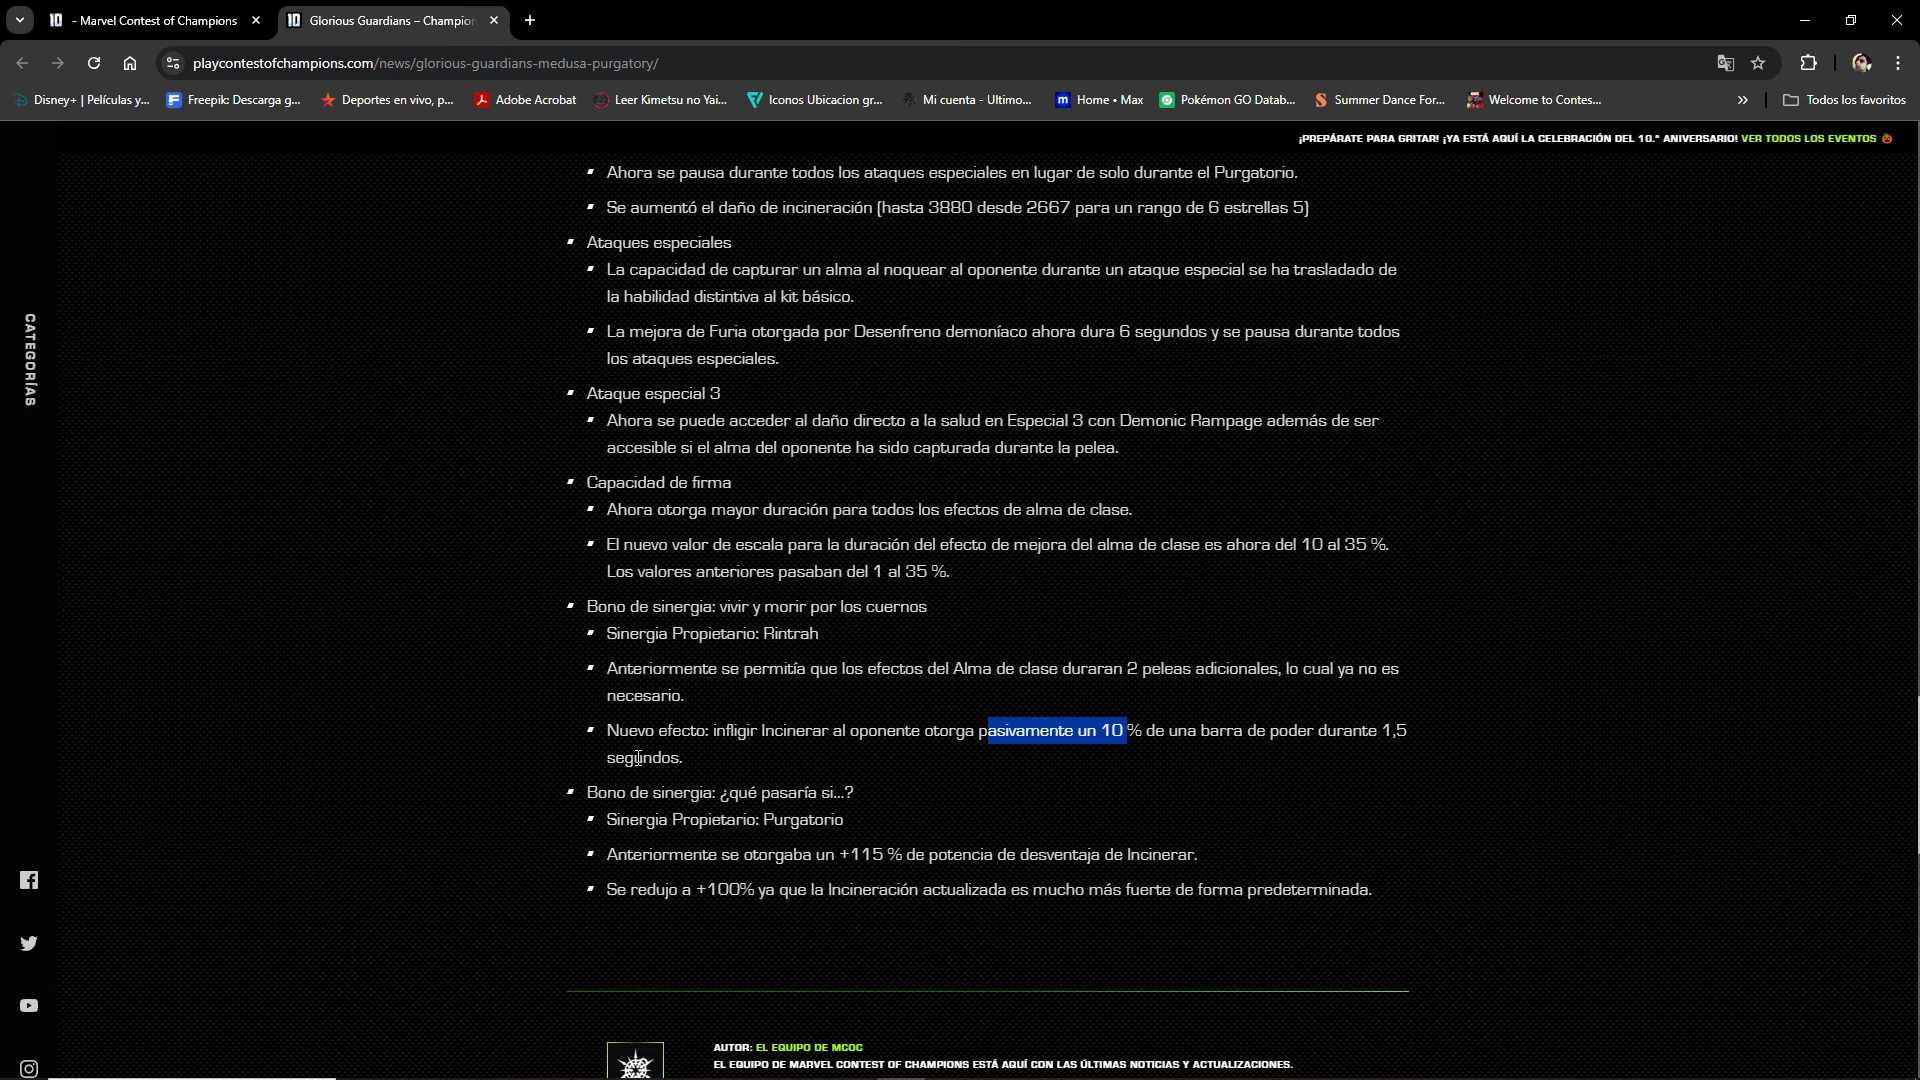 - Marvel Contest of Champions
Glorious Guardians – Champion
playcontestofchampions.com/news/glorious-guardians-medusa-purgatory/
Disney+ | Películas y...
Freepik: Descarga g...
Deportes en vivo, p...
Adobe Acrobat
Leer Kimetsu no Yai...
Iconos Ubicacion gr...
Mi cuenta - Ultimo...
Home • Max
Pokémon GO Datab...
Summer Dance For...
Welcome to Contes...
Todos los favoritos
¡PREPÁRATE PARA GRITAR! ¡YA ESTÁ AQUÍ LA CELEBRACIÓN DEL 10.° ANIVERSARIO! VER TODOS LOS EVENTOS
CATEGORÍAS
Ahora se pausa durante todos los ataques especiales en lugar de solo durante el Purgatorio.
Se aumentó el daño de incineración (hasta 3880 desde 2667 para un rango de 6 estrellas 5)
Ataques especiales
La capacidad de capturar un alma al noquear al oponente durante un ataque especial se ha trasladado de
la habilidad distintiva al kit básico.
La mejora de Furia otorgada por Desenfreno demoníaco ahora dura 6 segundos y se pausa durante todos
los ataques especiales.
Ataque especial 3
Ahora se puede acceder al daño directo a la salud en Especial 3 con Demonic Rampage además de ser
accesible si el alma del oponente ha sido capturada durante la pelea.
Capacidad de firma
Ahora otorga mayor duración para todos los efectos de alma de clase.
El nuevo valor de escala para la duración del efecto de mejora del alma de clase es ahora del 10 al 35 %.
Los valores anteriores pasaban del 1 al 35 %.
Bono de sinergia: vivir y morir por los cuernos
Sinergia Propietario: Rintrah
Anteriormente se permitía que los efectos del Alma de clase duraran 2 peleas adicionales, lo cual ya no es
necesario.
Nuevo efecto: infligir Incinerar al oponente otorga pasivamente un 10 % de una barra de poder durante 1,5
segundos.
Bono de sinergia: ¿qué pasaría si...?
Sinergia Propietario: Purgatorio
Anteriormente se otorgaba un +115 % de potencia de desventaja de Incinerar.
Se redujo a +100% ya que la Incineración actualizada es mucho más fuerte de forma predeterminada.
AUTOR: EL EQUIPO DE MCOC
EL EQUIPO DE MARVEL CONTEST OF CHAMPIONS ESTÁ AQUÍ CON LAS ÚLTIMAS NOTICIAS Y ACTUALIZACIONES.